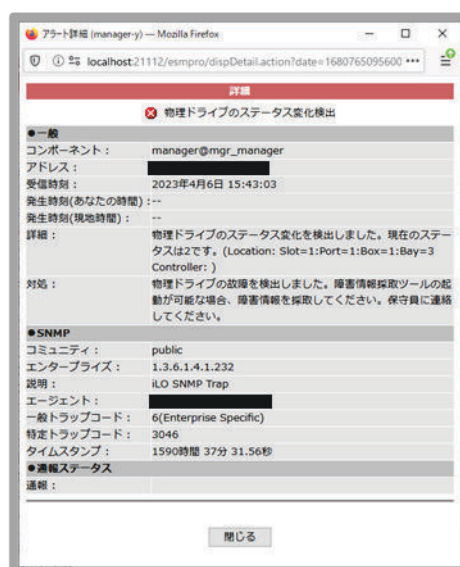 アラート詳細 (manager-y) — Mozilla Firefox
localhost:21112/esmpro/dispDetail.action?date=1680765095600 •••
詳細
物理ドライブのステータス変化検出
●一般
コンポーネント： manager@mgr_manager
アドレス：
受信時刻： 2023年4月6日 15:43:03
発生時刻(あなたの時間)：--
発生時刻(現地時間)： --
詳細： 物理ドライブのステータス変化を検出しました。現在のステー
タスは2です。(Location: Slot=1:Port=1:Box=1:Bay=3
Controller: )
対処： 物理ドライブの故障を検出しました。障害情報採取ツールの起
動が可能な場合、障害情報を採取してください。保守員に連絡
してください。
●SNMP
コミュニティ： public
エンタープライズ： 1.3.6.1.4.1.232
説明： iLO SNMP Trap
エージェント：
一般トラップコード： 6(Enterprise Specific)
特定トラップコード： 3046
タイムスタンプ： 1590時間 37分 31.56秒
●通報ステータス
通報：
閉じる